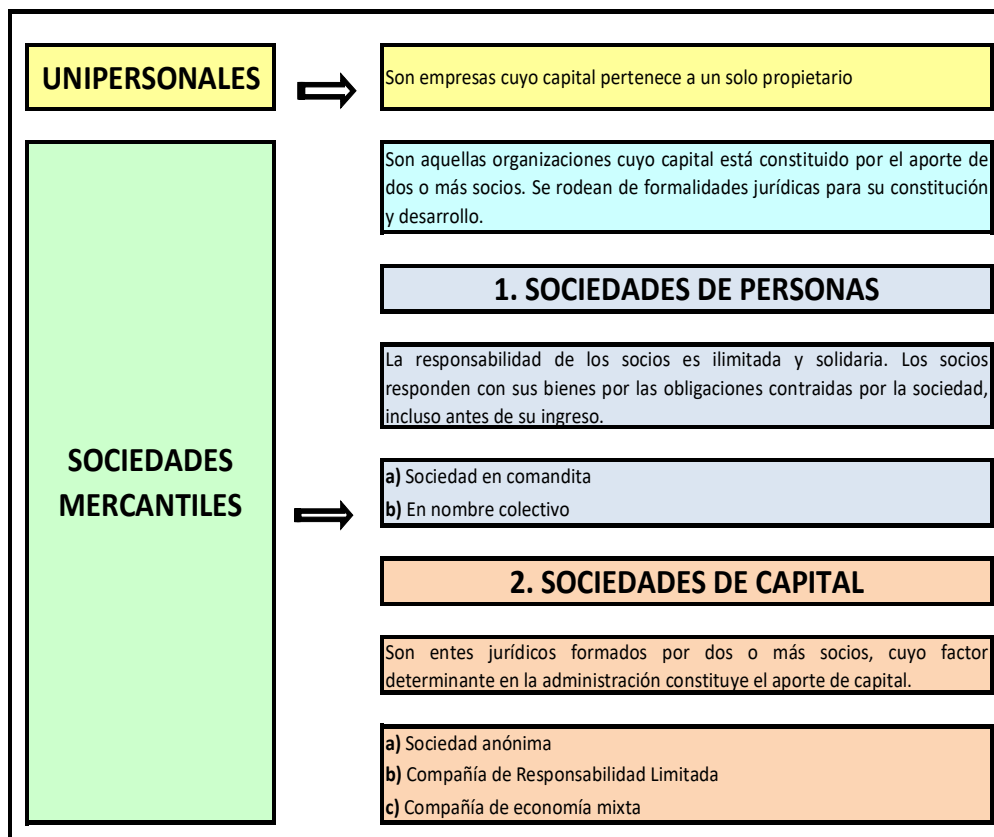 UNIPERSONALES
Son empresas cuyo capital pertenece a un solo propietario
SOCIEDADES
MERCANTILES
Son aquellas organizaciones cuyo capital está constituido por el aporte de
dos o más socios. Se rodean de formalidades jurídicas para su constitución
y desarrollo.
1. SOCIEDADES DE PERSONAS
La responsabilidad de los socios es ilimitada y solidaria. Los socios
responden con sus bienes por las obligaciones contraidas por la sociedad,
incluso antes de su ingreso.
a) Sociedad en comandita
b) En nombre colectivo
2. SOCIEDADES DE CAPITAL
Son entes jurídicos formados por dos o más socios, cuyo factor
determinante en la administración constituye el aporte de capital.
a) Sociedad anónima
b) Compañía de Responsabilidad Limitada
c) Compañía de economía mixta